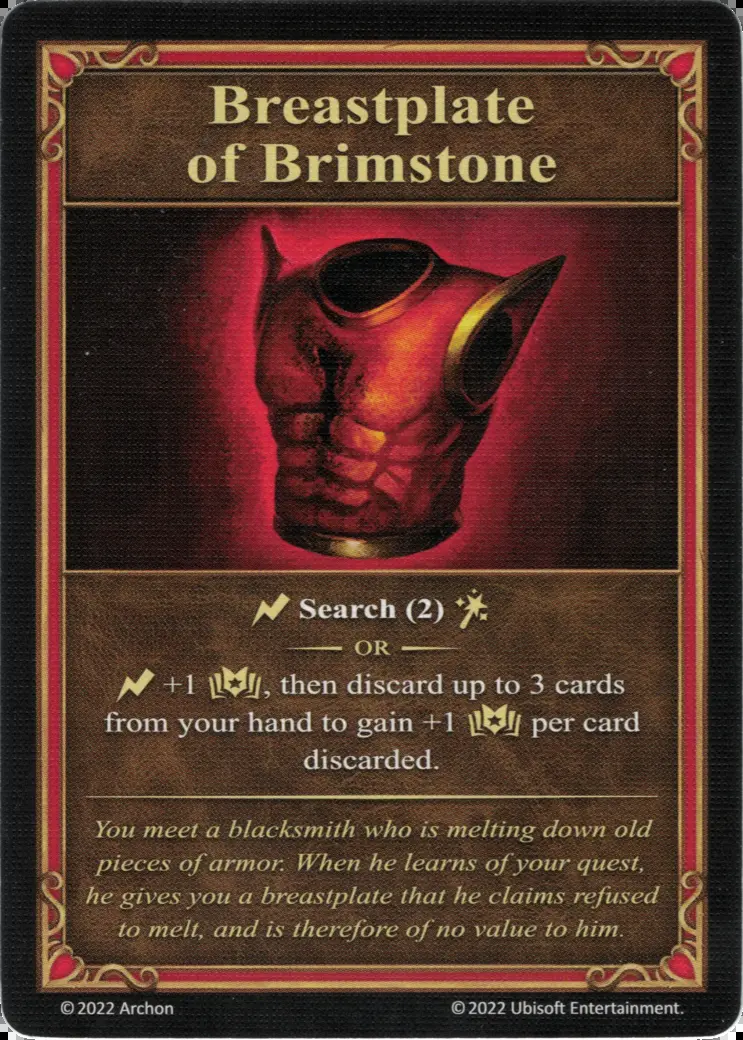 Breastplate
of Brimstone
Search (2)
OR
+1 , then discard up to 3 cards
from your hand to gain +1 per card
discarded.
You meet a blacksmith who is melting down old
pieces of armor. When he learns of your quest,
he gives you a breastplate that he claims refused
to melt, and is therefore of no value to him.
© 2022 Archon
© 2022 Ubisoft Entertainment.